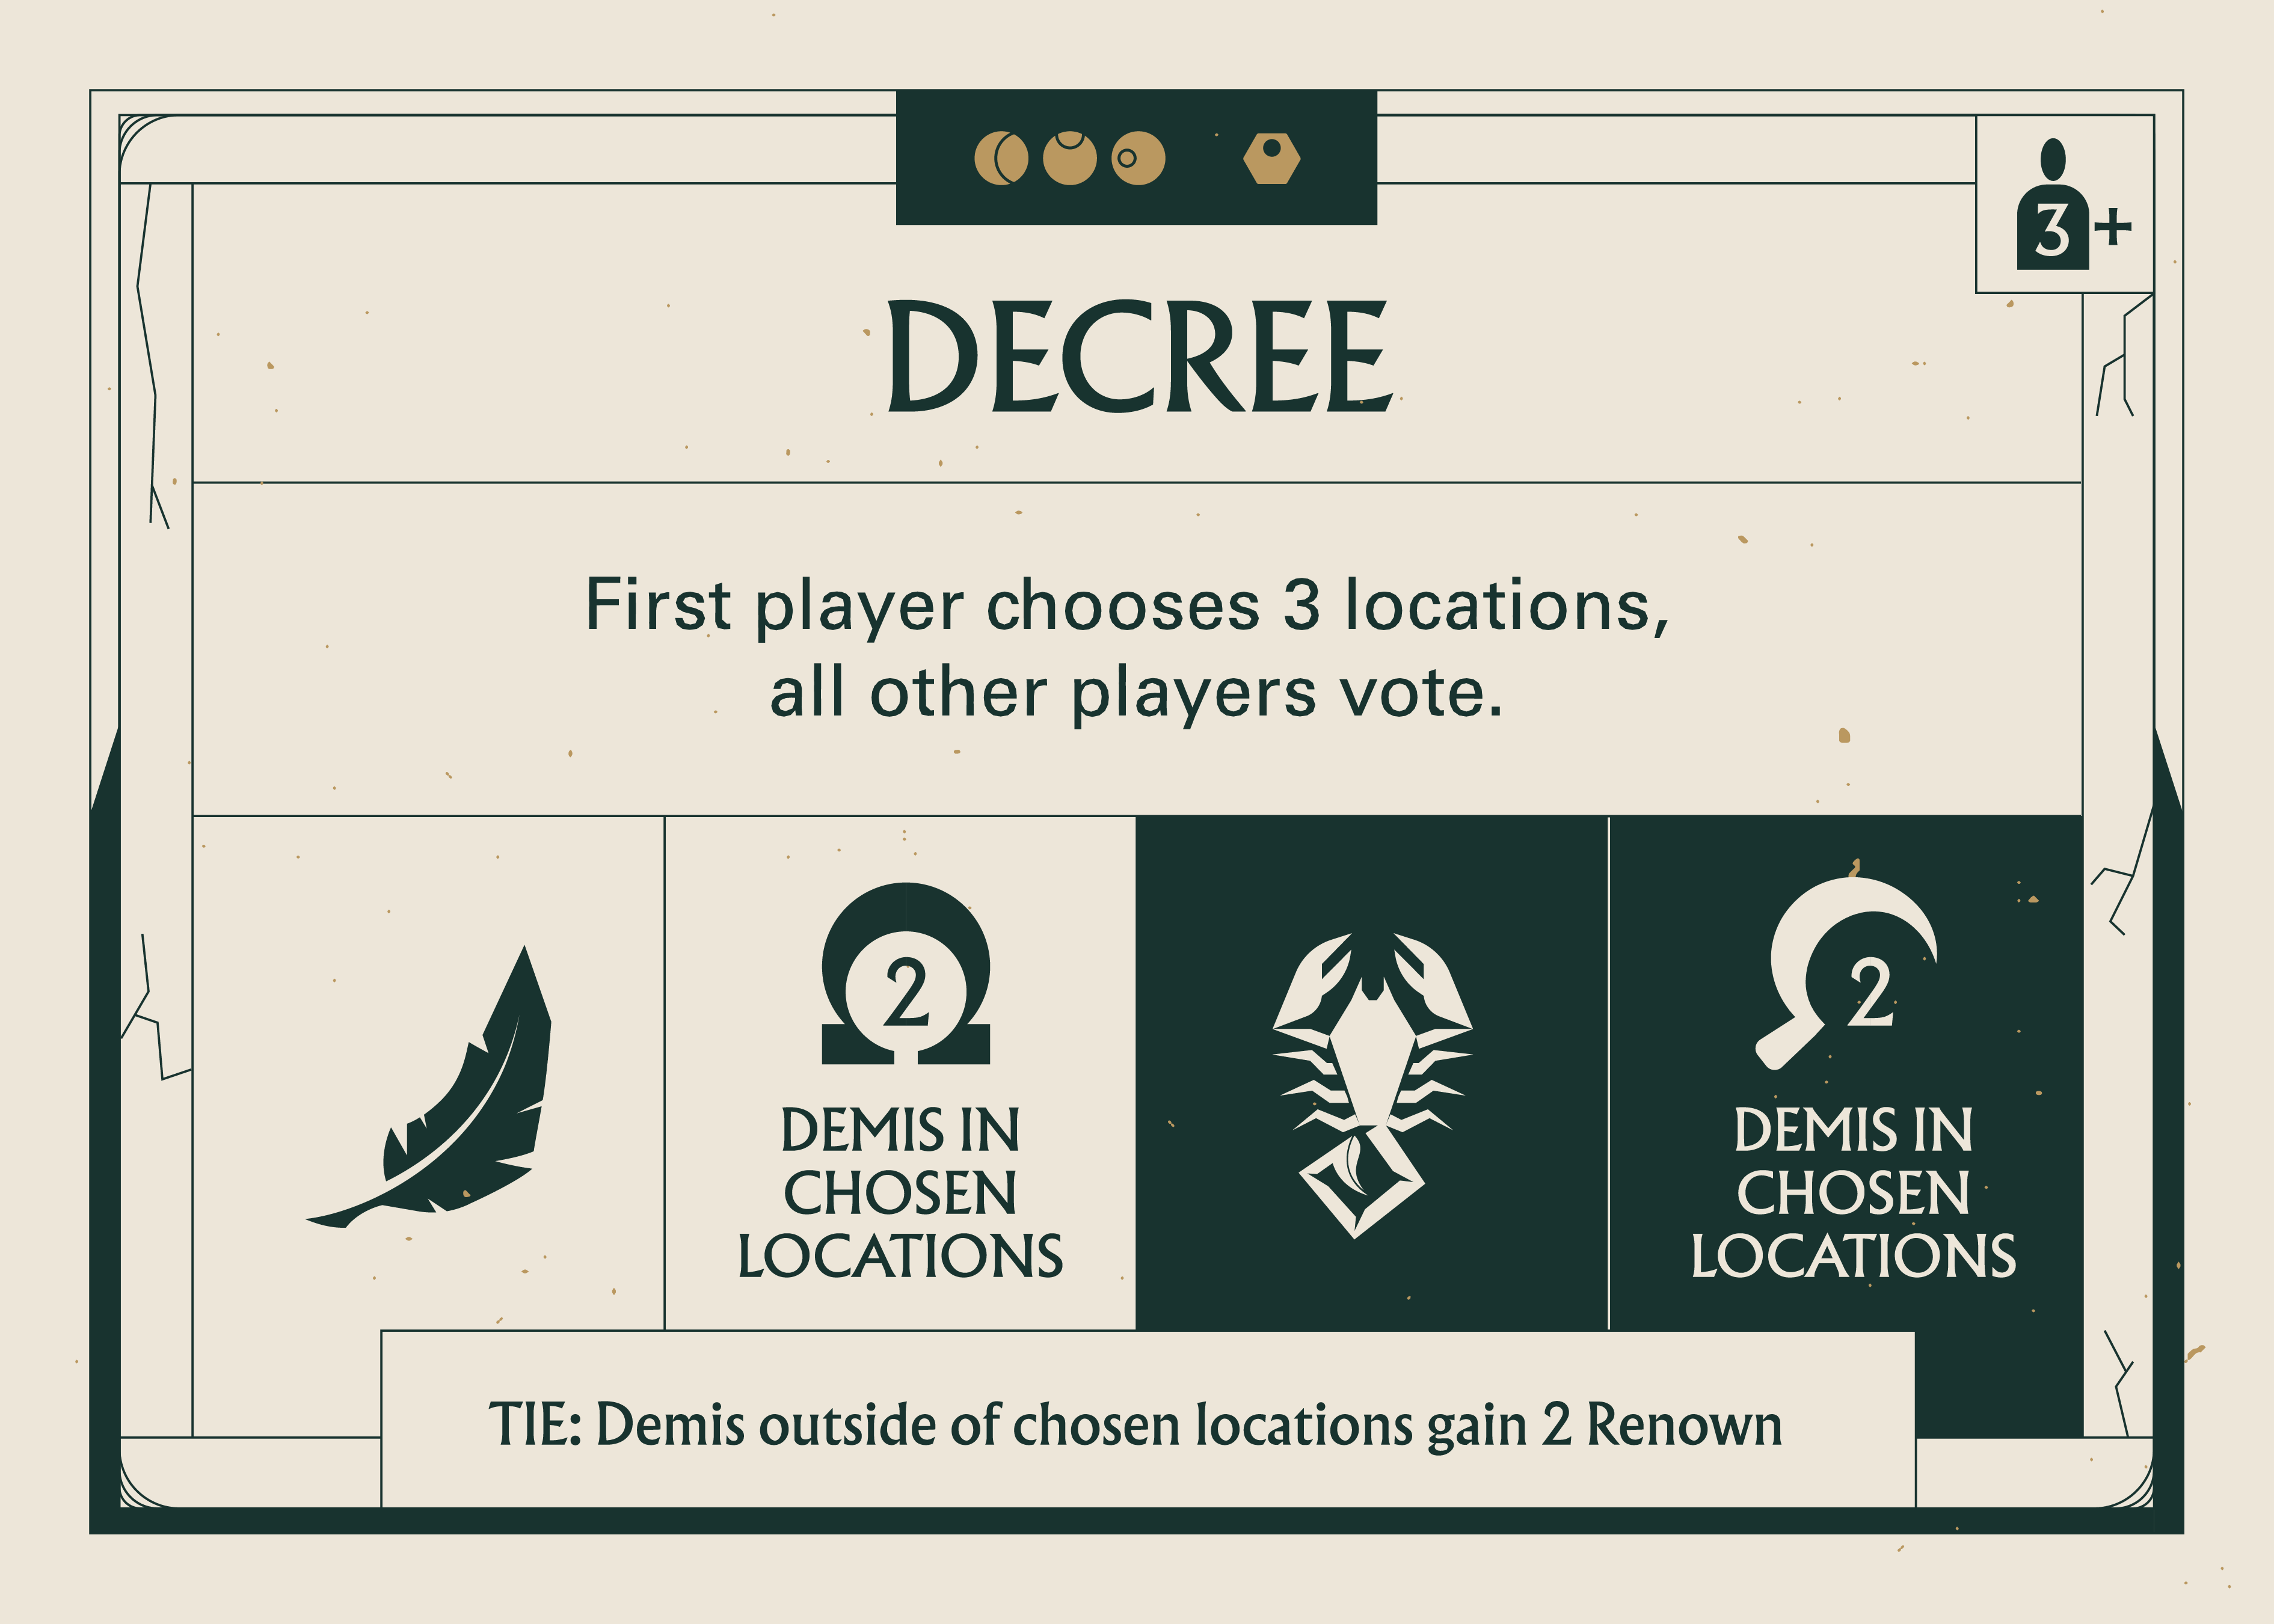 3+
DECREE
First player chooses 3 locations,
all other players vote.
2
DEMIS IN
CHOSEN
LOCATIONS
2
DEMIS IN
CHOSEN
LOCATIONS
TIE: Demis outside of chosen locations gain 2 Renown